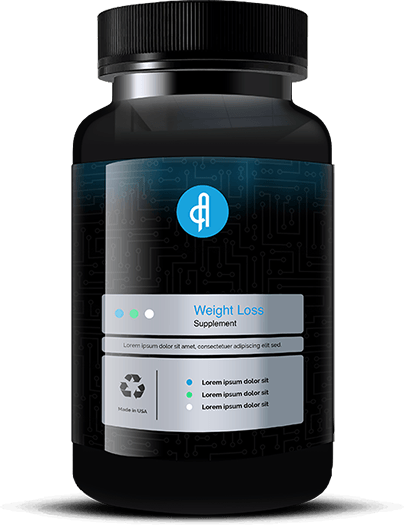 Weight Loss
Supplement
Lorem ipsum dolor sit amet, consectetuer adipiscing elit sed
Made in USA
Lorem ipsum dolor sit
Lorem ipsum dolor sit
Lorem ipsum dolor sit